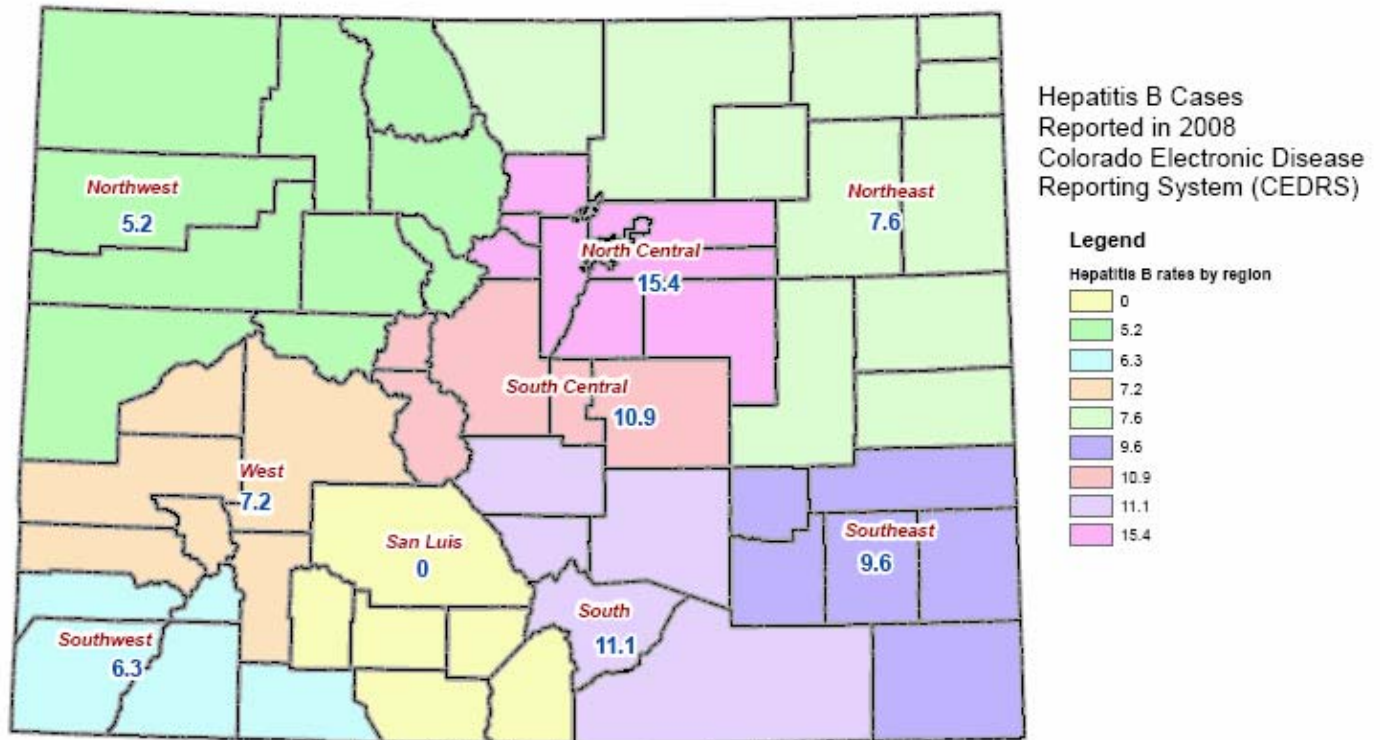 Hepatitis B Cases
Reported in 2008
Colorado Electronic Disease
Reporting System (CEDRS)
Legend
Hepatitis B rates by region
0
5.2
6.3
7.2
7.6
9.6
10.9
11.1
15.4
Northwest
5.2
Northeast
7.6
North Central
15.4
South Central
10.9
West
7.2
San Luis
0
Southeast
9.6
South
11.1
Southwest
6.3